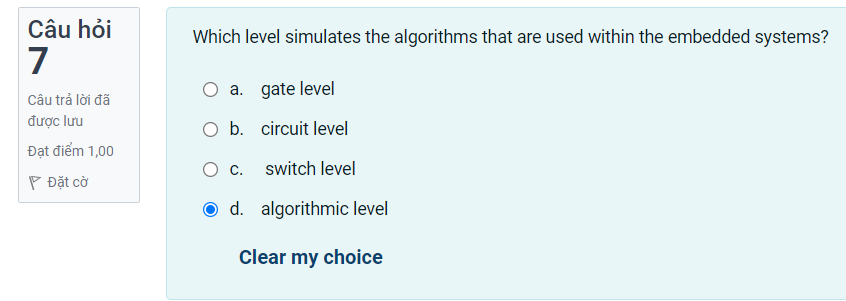 Câu hỏi
7
Câu trả lời đã
được lưu
Đạt điểm 1,00
Đặt cờ
Which level simulates the algorithms that are used within the embedded systems?
a. gate level
b. circuit level
c. switch level
d. algorithmic level
Clear my choice